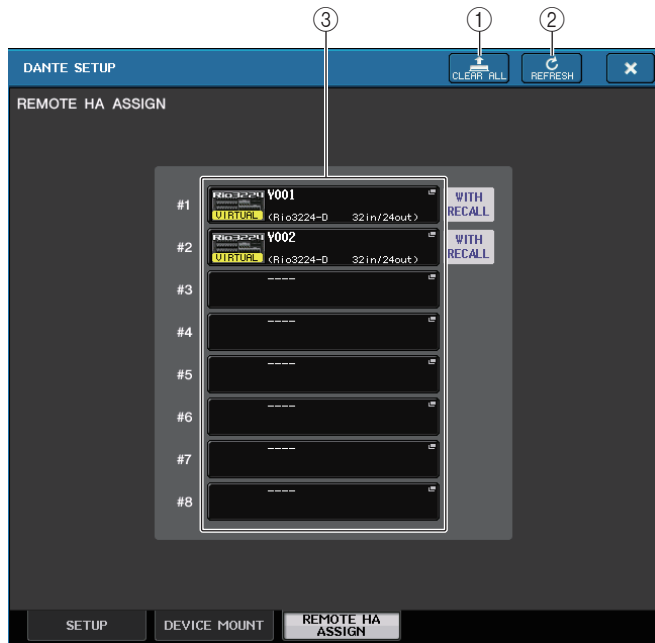 ③ ① ②
DANTE SETUP
CLEAR ALL
REFRESH
REMOTE HA ASSIGN
#1
Rio3224
VIRTUAL
Y001
(Rio3224-D 32in/24out)
WITH
RECALL
#2
Rio3224
VIRTUAL
Y002
(Rio3224-D 32in/24out)
WITH
RECALL
#3 ----
#4 ----
#5 ----
#6 ----
#7 ----
#8 ----
SETUP
DEVICE MOUNT
REMOTE HA
ASSIGN